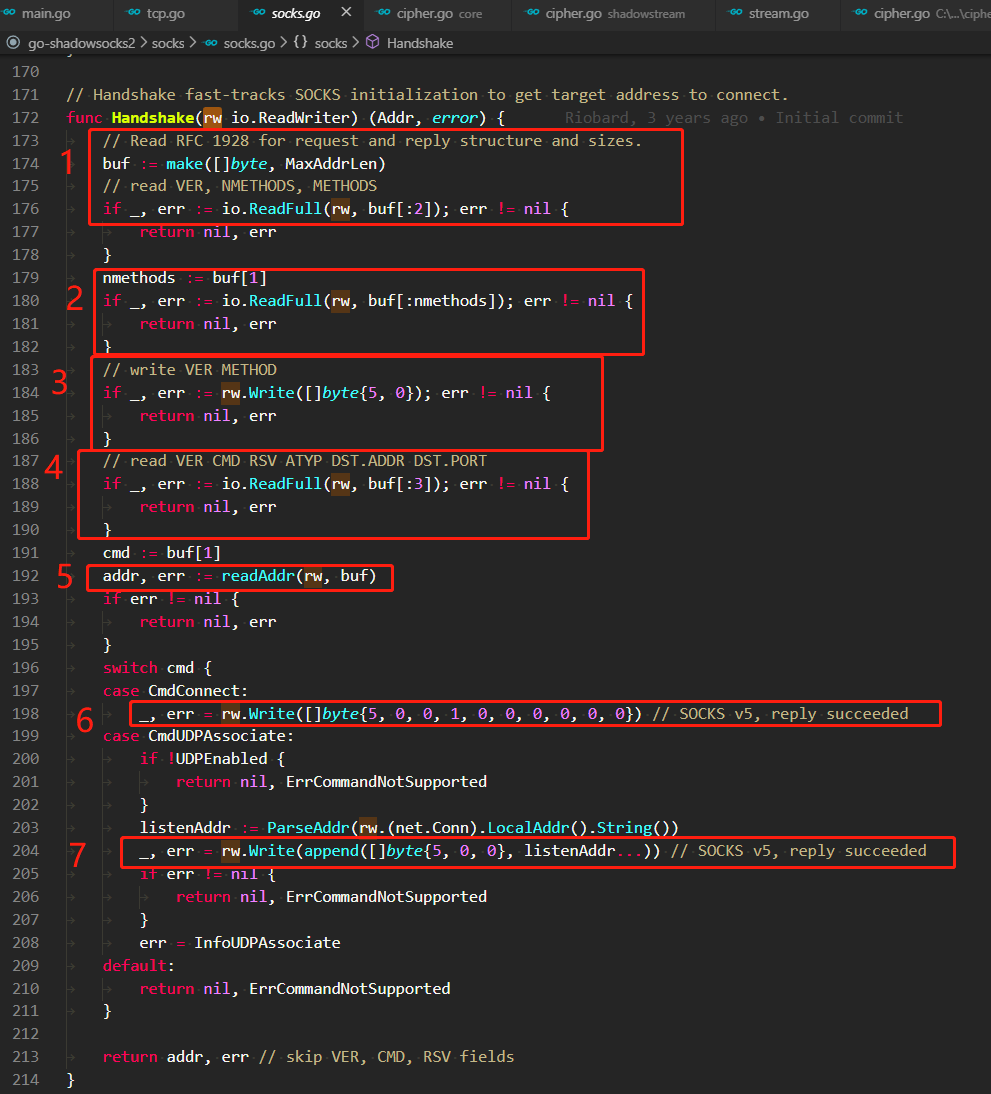 main.go tcp.go socks.go × cipher.go core cipher.go shadowstream stream.go cipher.go C:\...\ciphe
go-shadowsocks2 > socks > socks.go > {} socks > Handshake
170
171 // Handshake fast-tracks SOCKS initialization to get target address to connect.
172 func Handshake(rw io.ReadWriter) (Addr, error) { Riobard, 3 years ago • Initial commit
173 // Read RFC 1928 for request and reply structure and sizes.
1
174 buf := make([]byte, MaxAddrLen)
175 // read VER, NMETHODS, METHODS
176 if _, err := io.ReadFull(rw, buf[:2]); err != nil {
177 return nil, err
178 }
179 nmethods := buf[1]
2
180 if _, err := io.ReadFull(rw, buf[:nmethods]); err != nil {
181 return nil, err
182 }
183 // write VER METHOD
3
184 if _, err := rw.Write([]byte{5, 0}); err != nil {
185 return nil, err
186 }
187 // read VER CMD RSV ATYP DST.ADDR DST.PORT
4
188 if _, err := io.ReadFull(rw, buf[:3]); err != nil {
189 return nil, err
190 }
191 cmd := buf[1]
5
192 addr, err := readAddr(rw, buf)
193 if err != nil {
194 return nil, err
195 }
196 switch cmd {
197 case CmdConnect:
6
198 _, err = rw.Write([]byte{5, 0, 0, 1, 0, 0, 0, 0, 0, 0}) // SOCKS v5, reply succeeded
199 case CmdUDPAssociate:
200 if !UDPEnabled {
201 return nil, ErrCommandNotSupported
202 }
203 listenAddr := ParseAddr(rw.(net.Conn).LocalAddr().String())
7
204 _, err = rw.Write(append([]byte{5, 0, 0}, listenAddr...)) // SOCKS v5, reply succeeded
205 if err != nil {
206 return nil, ErrCommandNotSupported
207 }
208 err = InfoUDPAssociate
209 default:
210 return nil, ErrCommandNotSupported
211 }
212
213 return addr, err // skip VER, CMD, RSV fields
214 }